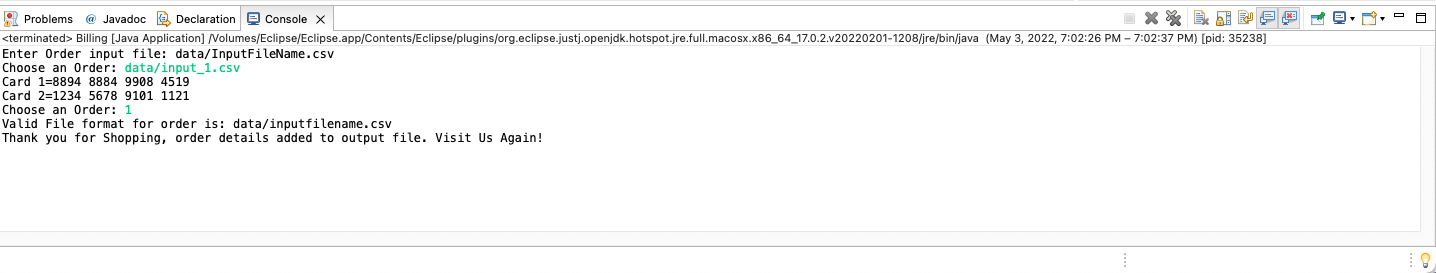 Problems @ Javadoc Declaration Console
<terminated> Billing [Java Application] /Volumes/Eclipse/Eclipse.app/Contents/Eclipse/plugins/org.eclipse.justj.openjdk.hotspot.jre.full.macosx.x86_64_17.0.2.v20220201-1208/jre/bin/java (May 3, 2022, 7:02:26 PM – 7:02:37 PM) [pid: 35238]
Enter Order input file: data/InputFileName.csv
Choose an Order: data/input_1.csv
Card 1=8894 8884 9908 4519
Card 2=1234 5678 9101 1121
Choose an Order: 1
Valid File format for order is: data/inputfilename.csv
Thank you for Shopping, order details added to output file. Visit Us Again!